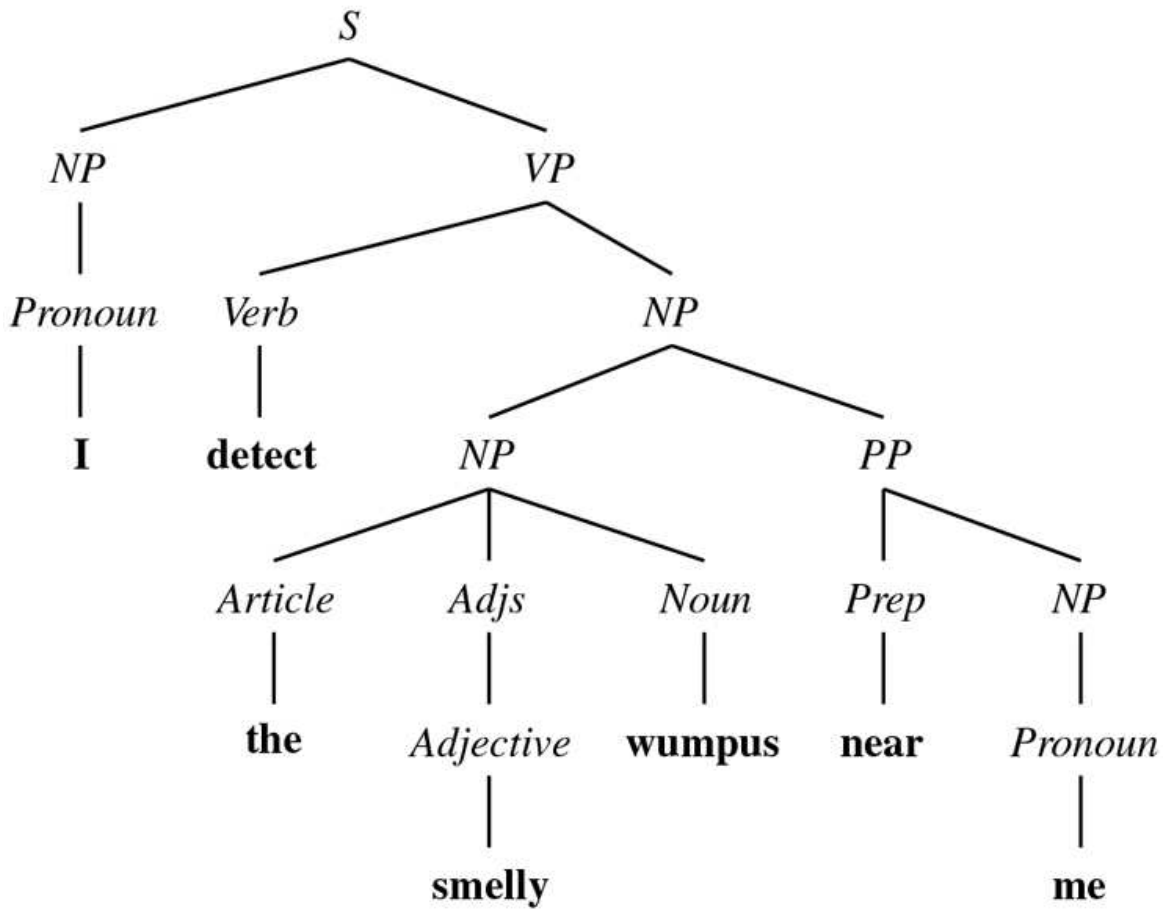 S
NP VP
Pronoun Verb NP
I detect NP PP
Article Adjs Noun Prep NP
the Adjective wumpus near Pronoun
smelly me